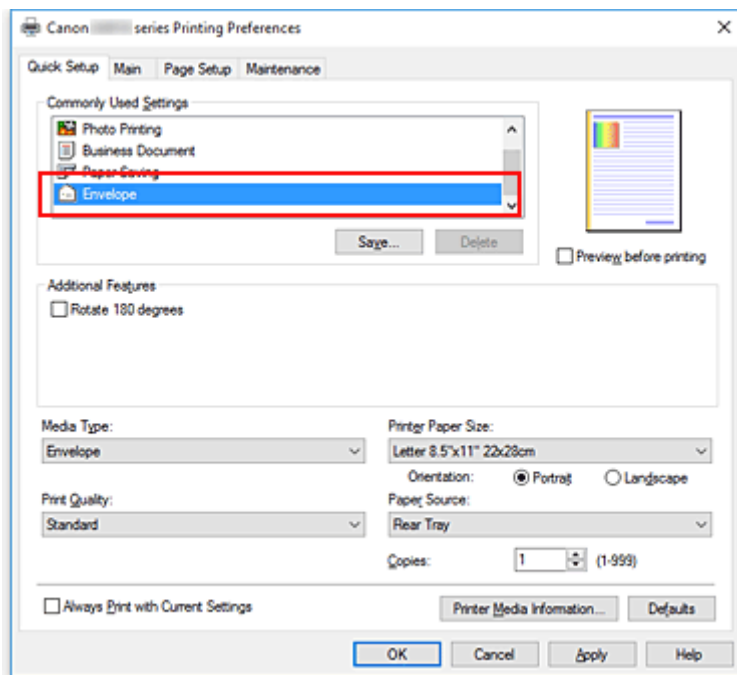 Canon series Printing Preferences
Quick Setup Main Page Setup Maintenance
Commonly Used Settings
Photo Printing
Business Document
Paper Saving
Envelope
Save... Delete
Preview before printing
Additional Features
Rotate 180 degrees
Media Type: Printer Paper Size:
Envelope Letter 8.5"x11" 22x28cm
Orientation: Portrait Landscape
Print Quality: Paper Source:
Standard Rear Tray
Copies: 1 (1-999)
Always Print with Current Settings Printer Media Information... Defaults
OK Cancel Apply Help